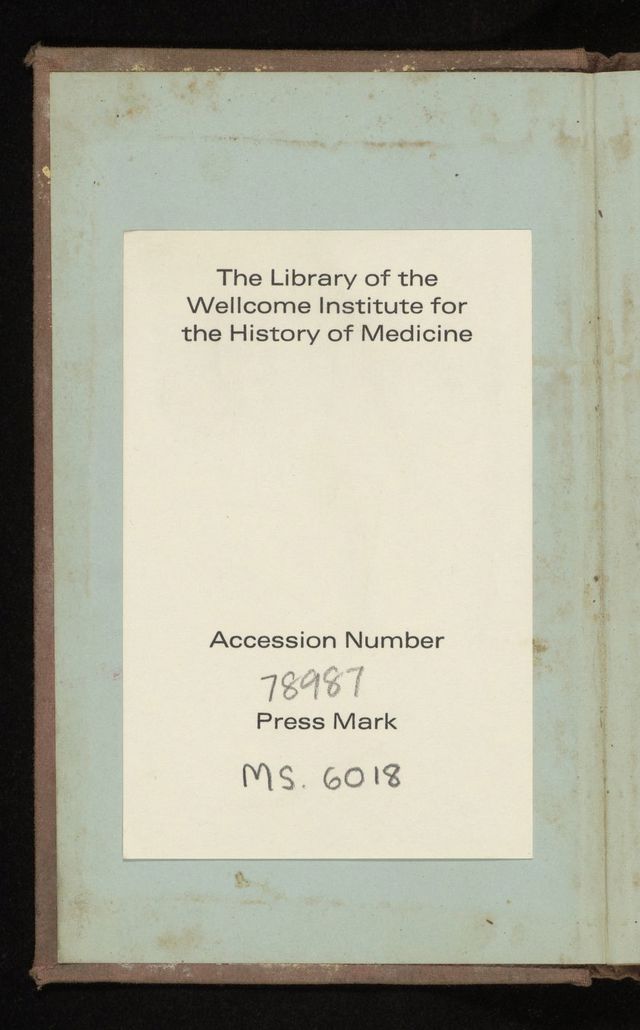 The Library of the
Wellcome Institute for
the History of Medicine
Accession Number
78987
Press Mark
MS. 6018